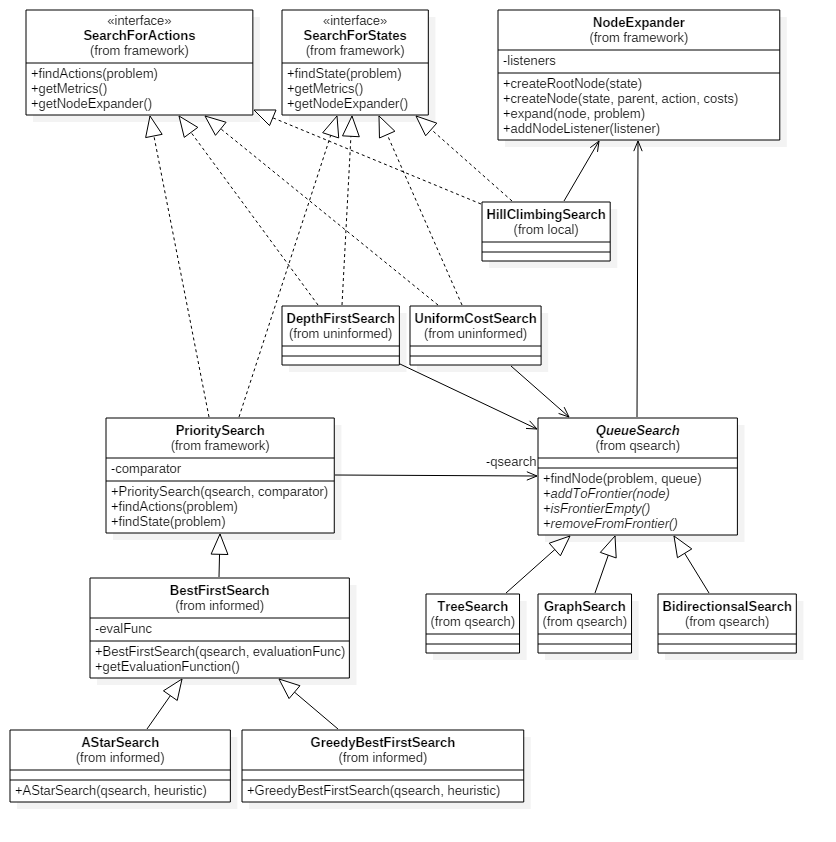 «interface»
SearchForActions
(from framework)
+findActions(problem)
+getMetrics()
+getNodeExpander()
«interface»
SearchForStates
(from framework)
+findState(problem)
+getMetrics()
+getNodeExpander()
NodeExpander
(from framework)
-listeners
+createRootNode(state)
+createNode(state, parent, action, costs)
+expand(node, problem)
+addNodeListener(listener)
HillClimbingSearch
(from local)
DepthFirstSearch
(from uninformed)
UniformCostSearch
(from uninformed)
PrioritySearch
(from framework)
-comparator
+PrioritySearch(qsearch, comparator)
+findActions(problem)
+findState(problem)
-qsearch
QueueSearch
(from qsearch)
+findNode(problem, queue)
+addToFrontier(node)
+isFrontierEmpty()
+removeFromFrontier()
BestFirstSearch
(from informed)
-evalFunc
+BestFirstSearch(qsearch, evaluationFunc)
+getEvaluationFunction()
TreeSearch
(from qsearch)
GraphSearch
(from qsearch)
BidirectionsalSearch
(from qsearch)
AStarSearch
(from informed)
+AStarSearch(qsearch, heuristic)
GreedyBestFirstSearch
(from informed)
+GreedyBestFirstSearch(qsearch, heuristic)